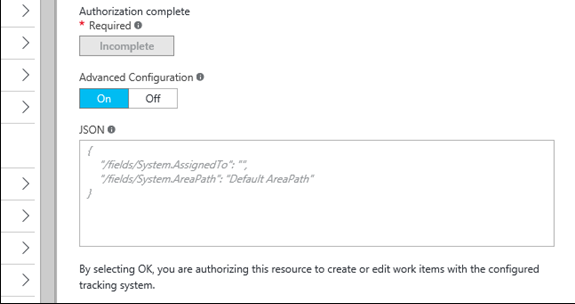 Authorization complete
* Required
Incomplete
Advanced Configuration
On Off
JSON
{
"/fields/System.AssignedTo": "",
"/fields/System.AreaPath": "Default AreaPath"
}
By selecting OK, you are authorizing this resource to create or edit work items with the configured
tracking system.